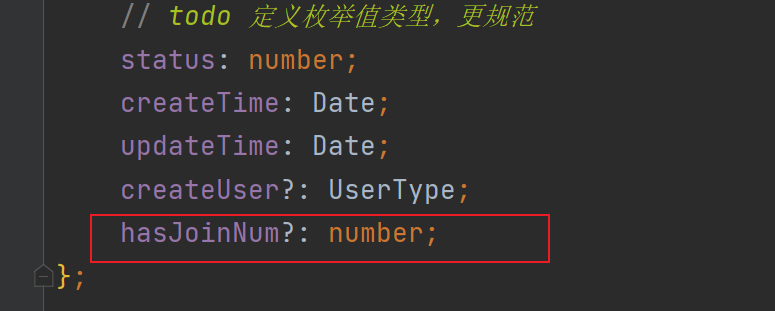 // todo 定义枚举值类型，更规范
status: number;
createTime: Date;
updateTime: Date;
createUser?: UserType;
hasJoinNum?: number;
};